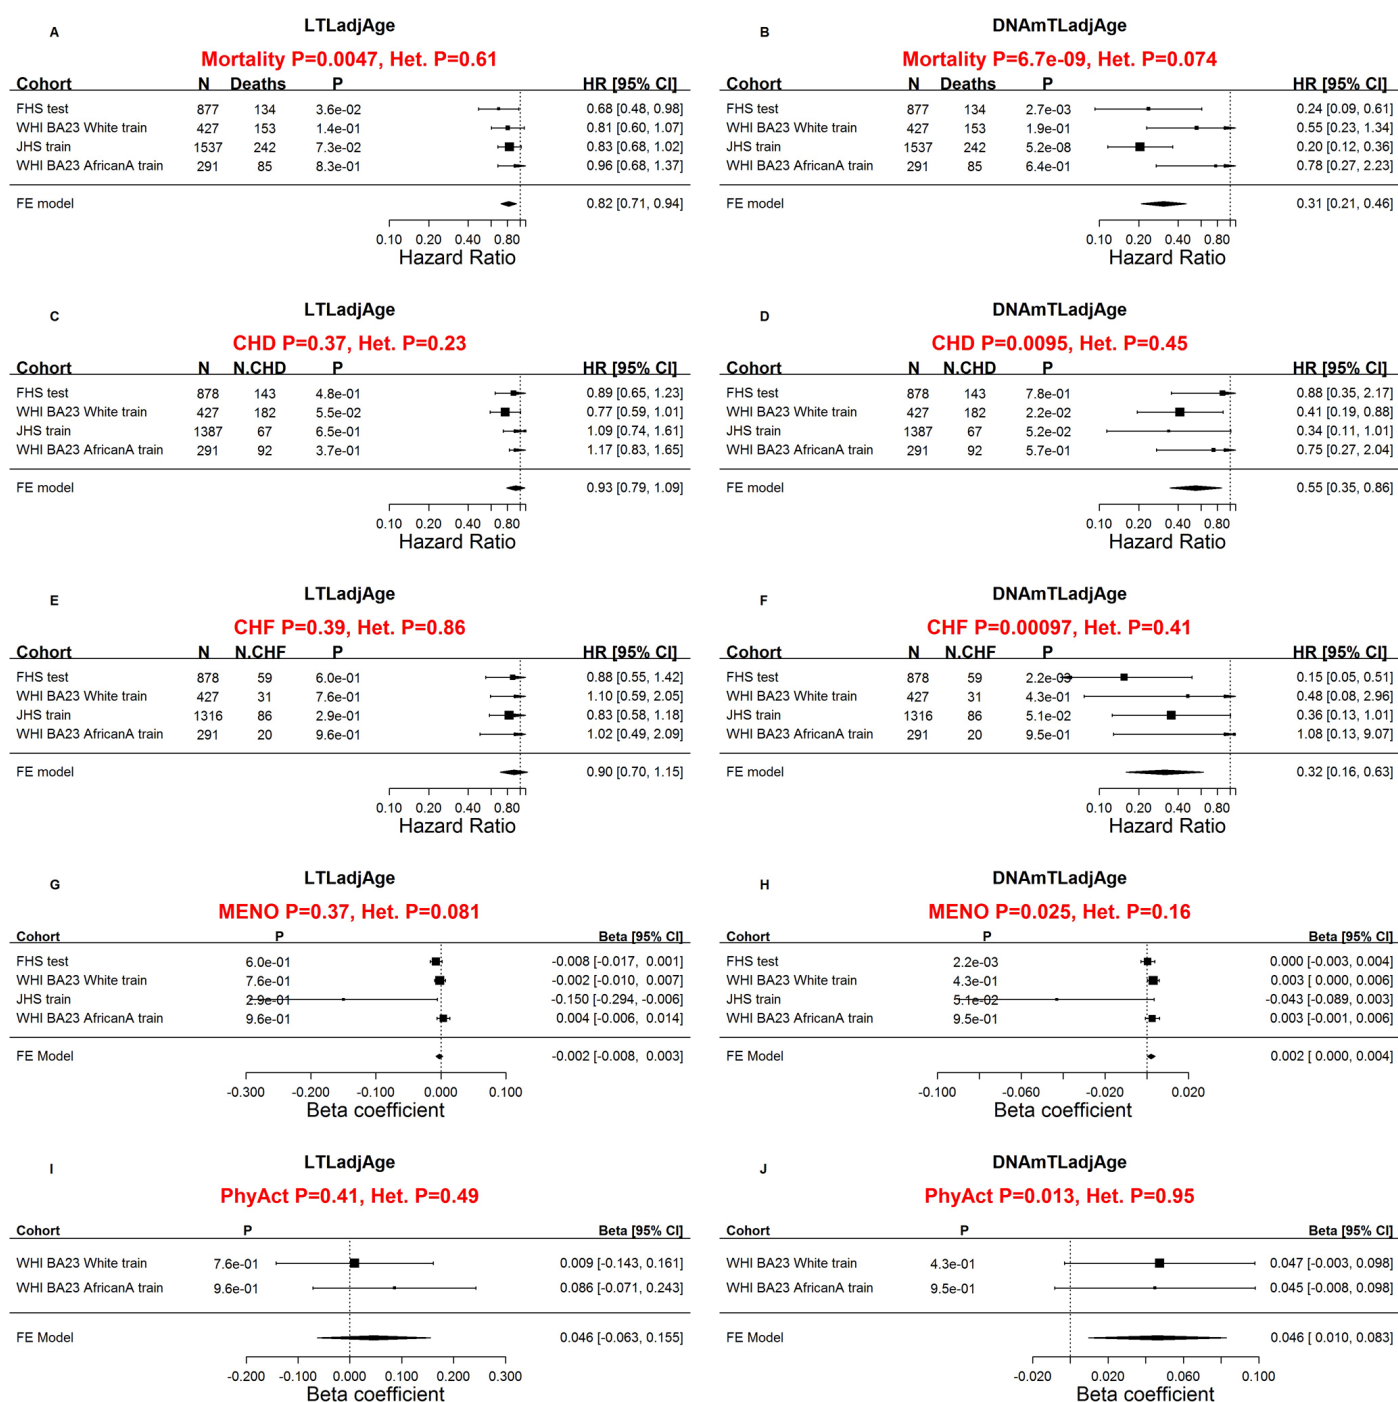 A
LTLadjAge
Mortality P=0.0047, Het. P=0.61
Cohort N Deaths P HR [95% CI]
FHS test 877 134 3.6e-02 0.68 [0.48, 0.98]
WHI BA23 White train 427 153 1.4e-01 0.81 [0.60, 1.07]
JHS train 1537 242 7.3e-02 0.83 [0.68, 1.02]
WHI BA23 AfricanA train 291 85 8.3e-01 0.96 [0.68, 1.37]
FE model 0.82 [0.71, 0.94]
0.10 0.20 0.40 0.80
Hazard Ratio
B
DNAmTLadjAge
Mortality P=6.7e-09, Het. P=0.074
Cohort N Deaths P HR [95% CI]
FHS test 877 134 2.7e-03 0.24 [0.09, 0.61]
WHI BA23 White train 427 153 1.9e-01 0.55 [0.23, 1.34]
JHS train 1537 242 5.2e-08 0.20 [0.12, 0.36]
WHI BA23 AfricanA train 291 85 6.4e-01 0.78 [0.27, 2.23]
FE model 0.31 [0.21, 0.46]
0.10 0.20 0.40 0.80
Hazard Ratio
C
LTLadjAge
CHD P=0.37, Het. P=0.23
Cohort N N.CHD P HR [95% CI]
FHS test 878 143 4.8e-01 0.89 [0.65, 1.23]
WHI BA23 White train 427 182 5.5e-02 0.77 [0.59, 1.01]
JHS train 1387 67 6.5e-01 1.09 [0.74, 1.61]
WHI BA23 AfricanA train 291 92 3.7e-01 1.17 [0.83, 1.65]
FE model 0.93 [0.79, 1.09]
0.10 0.20 0.40 0.80
Hazard Ratio
D
DNAmTLadjAge
CHD P=0.0095, Het. P=0.45
Cohort N N.CHD P HR [95% CI]
FHS test 878 143 7.8e-01 0.88 [0.35, 2.17]
WHI BA23 White train 427 182 2.2e-02 0.41 [0.19, 0.88]
JHS train 1387 67 5.2e-02 0.34 [0.11, 1.01]
WHI BA23 AfricanA train 291 92 5.7e-01 0.75 [0.27, 2.04]
FE model 0.55 [0.35, 0.86]
0.10 0.20 0.40 0.80
Hazard Ratio
E
LTLadjAge
CHF P=0.39, Het. P=0.86
Cohort N N.CHF P HR [95% CI]
FHS test 878 59 6.0e-01 0.88 [0.55, 1.42]
WHI BA23 White train 427 31 7.6e-01 1.10 [0.59, 2.05]
JHS train 1316 86 2.9e-01 0.83 [0.58, 1.18]
WHI BA23 AfricanA train 291 20 9.6e-01 1.02 [0.49, 2.09]
FE model 0.90 [0.70, 1.15]
0.10 0.20 0.40 0.80
Hazard Ratio
F
DNAmTLadjAge
CHF P=0.00097, Het. P=0.41
Cohort N N.CHF P HR [95% CI]
FHS test 878 59 2.2e-03 0.15 [0.05, 0.51]
WHI BA23 White train 427 31 4.3e-01 0.48 [0.08, 2.96]
JHS train 1316 86 5.1e-02 0.36 [0.13, 1.01]
WHI BA23 AfricanA train 291 20 9.5e-01 1.08 [0.13, 9.07]
FE model 0.32 [0.16, 0.63]
0.10 0.20 0.40 0.80
Hazard Ratio
G
LTLadjAge
MENO P=0.37, Het. P=0.081
Cohort P Beta [95% CI]
FHS test 6.0e-01 -0.008 [-0.017, 0.001]
WHI BA23 White train 7.6e-01 -0.002 [-0.010, 0.007]
JHS train 2.9e-01 -0.150 [-0.294, -0.006]
WHI BA23 AfricanA train 9.6e-01 0.004 [-0.006, 0.014]
FE Model -0.002 [-0.008, 0.003]
-0.300 -0.200 -0.100 0.000 0.100
Beta coefficient
H
DNAmTLadjAge
MENO P=0.025, Het. P=0.16
Cohort P Beta [95% CI]
FHS test 2.2e-03 0.000 [-0.003, 0.004]
WHI BA23 White train 4.3e-01 0.003 [ 0.000, 0.006]
JHS train 5.1e-02 -0.043 [-0.089, 0.003]
WHI BA23 AfricanA train 9.5e-01 0.003 [-0.001, 0.006]
FE Model 0.002 [ 0.000, 0.004]
-0.100 -0.060 -0.020 0.020
Beta coefficient
I
LTLadjAge
PhyAct P=0.41, Het. P=0.49
Cohort P Beta [95% CI]
WHI BA23 White train 7.6e-01 0.009 [-0.143, 0.161]
WHI BA23 AfricanA train 9.6e-01 0.086 [-0.071, 0.243]
FE Model 0.046 [-0.063, 0.155]
-0.200 -0.100 0.000 0.100 0.200 0.300
Beta coefficient
J
DNAmTLadjAge
PhyAct P=0.013, Het. P=0.95
Cohort P Beta [95% CI]
WHI BA23 White train 4.3e-01 0.047 [-0.003, 0.098]
WHI BA23 AfricanA train 9.5e-01 0.045 [-0.008, 0.098]
FE Model 0.046 [ 0.010, 0.083]
-0.020 0.020 0.060 0.100
Beta coefficient